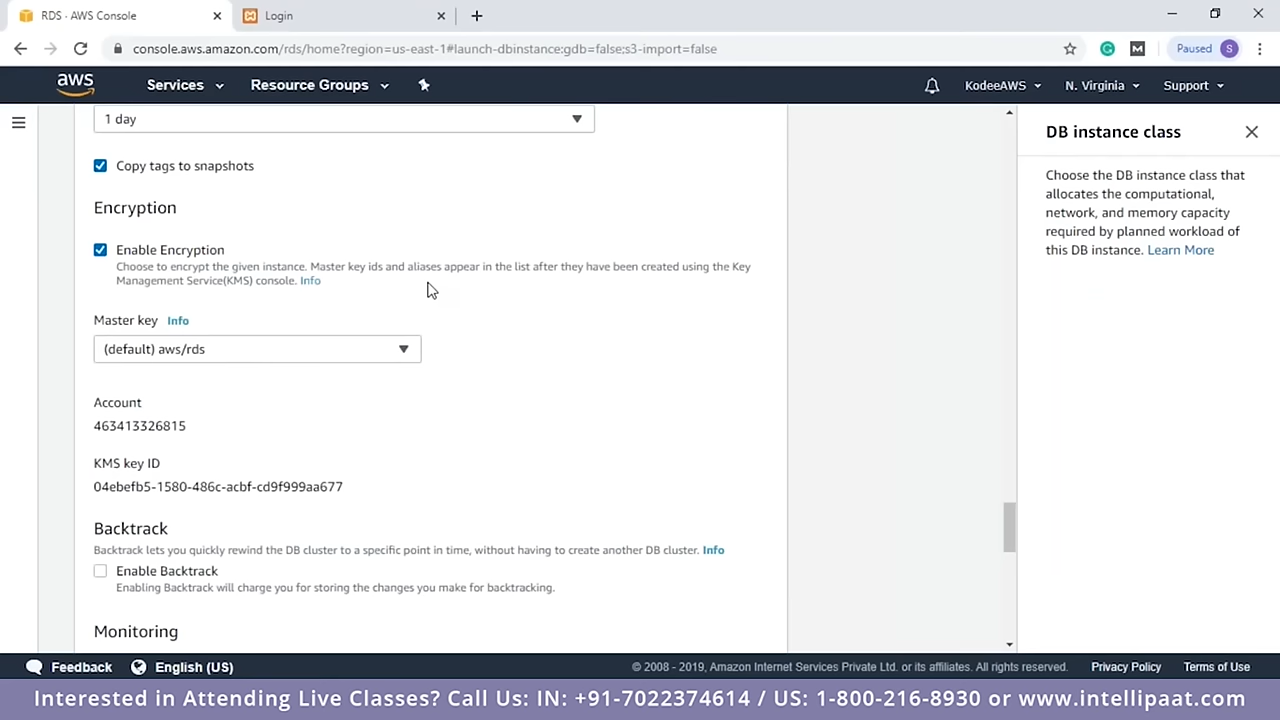 RDS · AWS Console
Login
console.aws.amazon.com/rds/home?region=us-east-1#launch-dbinstance:gdb=false;s3-import=false
Paused S
aws Services Resource Groups KodeeAWS N. Virginia Support
1 day
Copy tags to snapshots
Encryption
Enable Encryption
Choose to encrypt the given instance. Master key ids and aliases appear in the list after they have been created using the Key
Management Service(KMS) console. Info
Master key Info
(default) aws/rds
Account
463413326815
KMS key ID
04ebefb5-1580-486c-acbf-cd9f999aa677
Backtrack
Backtrack lets you quickly rewind the DB cluster to a specific point in time, without having to create another DB cluster. Info
Enable Backtrack
Enabling Backtrack will charge you for storing the changes you make for backtracking.
Monitoring
DB instance class
Choose the DB instance class that
allocates the computational,
network, and memory capacity
required by planned workload of
this DB instance. Learn More
Feedback English (US) © 2008 - 2019, Amazon Internet Services Private Ltd. or its affiliates. All rights reserved. Privacy Policy Terms of Use
Interested in Attending Live Classes? Call Us: IN: +91-7022374614 / US: 1-800-216-8930 or www.intellipaat.com